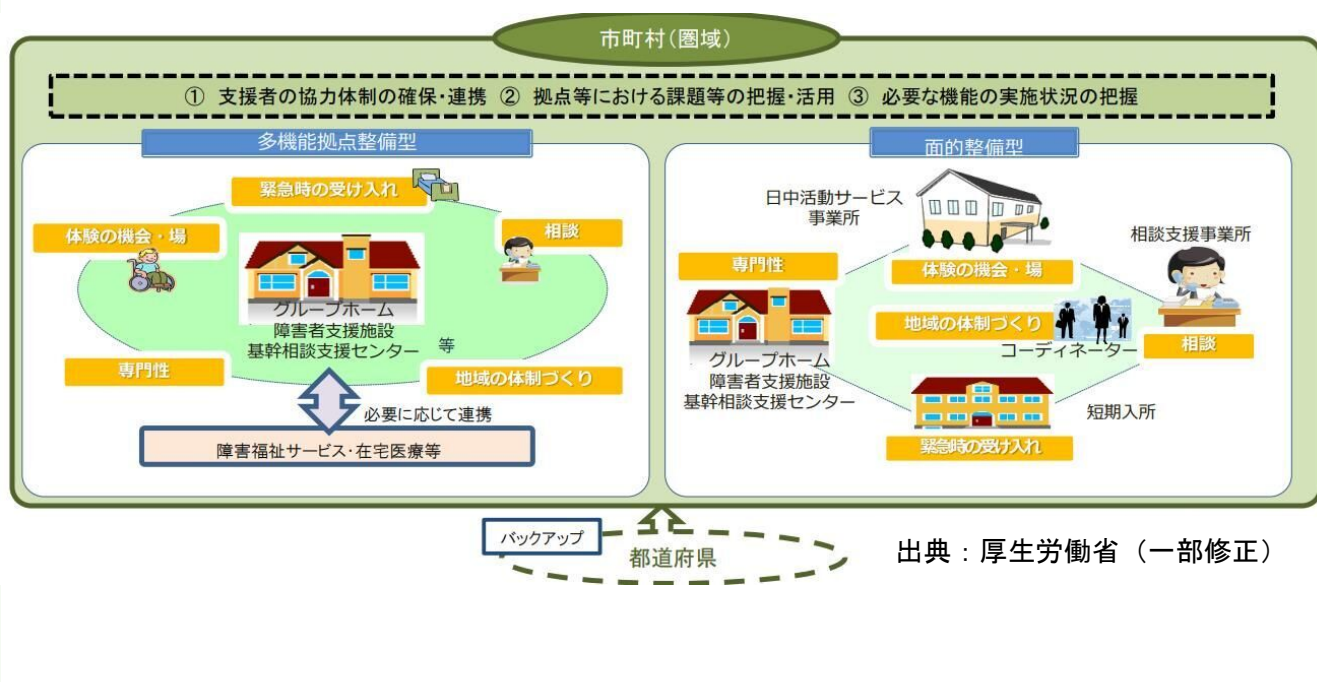 市町村(圏域)
① 支援者の協力体制の確保・連携 ② 拠点等における課題等の把握・活用 ③ 必要な機能の実施状況の把握
多機能拠点整備型
緊急時の受け入れ
体験の機会・場
相談
グループホーム
障害者支援施設
基幹相談支援センター 等
専門性
地域の体制づくり
必要に応じて連携
障害福祉サービス・在宅医療等
面的整備型
日中活動サービス
事業所
相談支援事業所
専門性
体験の機会・場
地域の体制づくり
コーディネーター
相談
グループホーム
障害者支援施設
基幹相談支援センター
短期入所
緊急時の受け入れ
バックアップ
都道府県
出典:厚生労働省(一部修正)